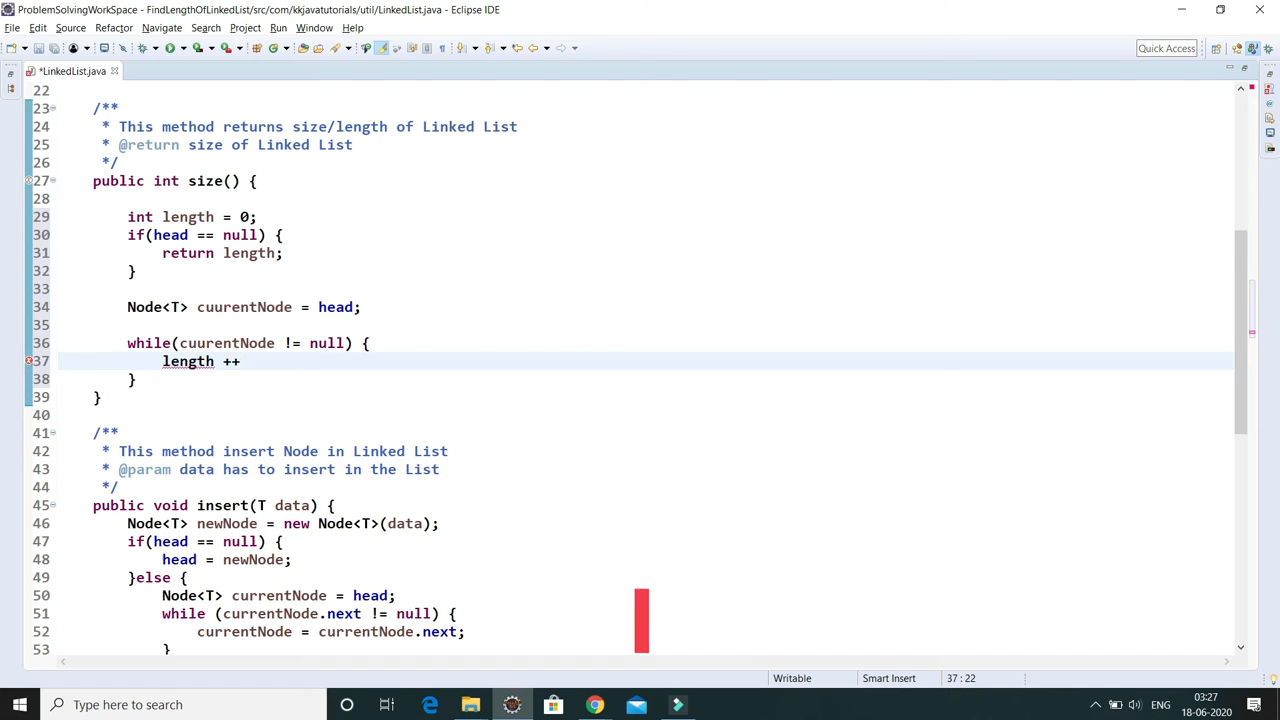 ProblemSolvingWorkSpace - FindLengthOfLinkedList/src/com/kkjavatutorials/util/LinkedList.java - Eclipse IDE
File Edit Source Refactor Navigate Search Project Run Window Help
Quick Access
*LinkedList.java
22
23 /**
24 * This method returns size/length of Linked List
25 * @return size of Linked List
26 */
27 public int size() {
28
29 int length = 0;
30 if(head == null) {
31 return length;
32 }
33
34 Node<T> cuurentNode = head;
35
36 while(cuurentNode != null) {
37 length ++
38 }
39 }
40
41 /**
42 * This method insert Node in Linked List
43 * @param data has to insert in the List
44 */
45 public void insert(T data) {
46 Node<T> newNode = new Node<T>(data);
47 if(head == null) {
48 head = newNode;
49 }else {
50 Node<T> currentNode = head;
51 while (currentNode.next != null) {
52 currentNode = currentNode.next;
53 }
Writable Smart Insert 37 : 22
Type here to search
ENG
03:27
18-06-2020